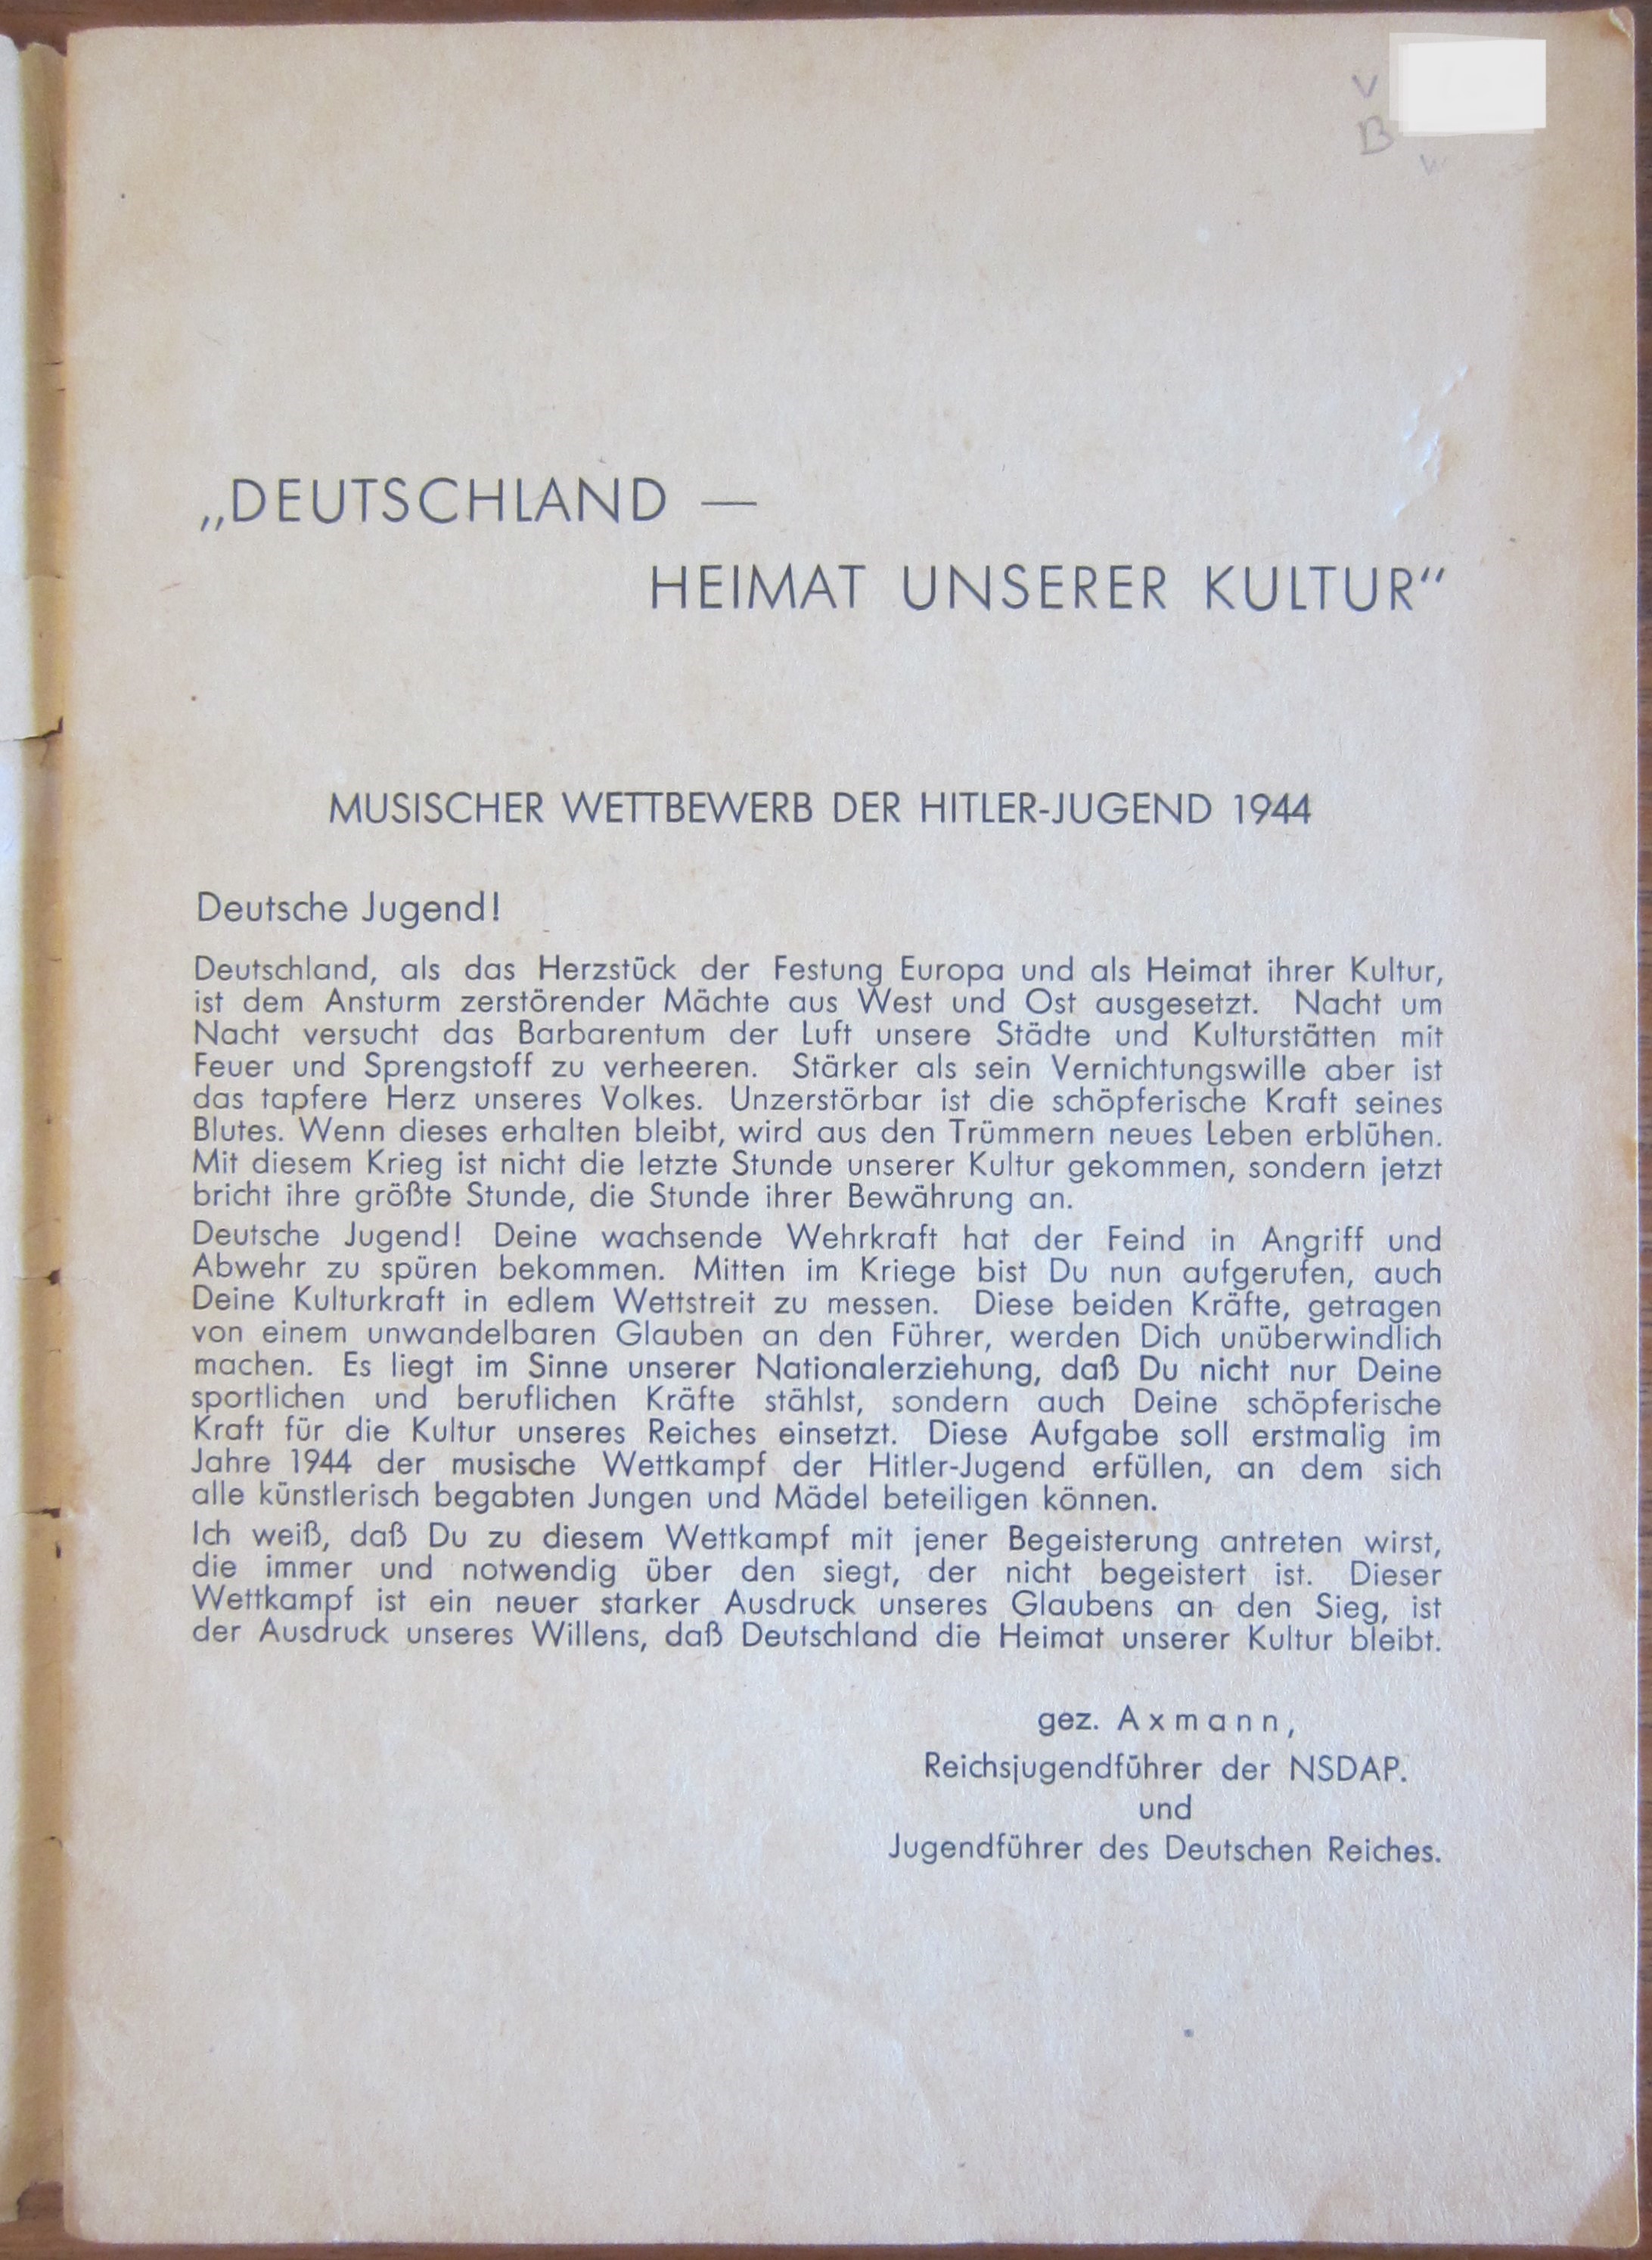 V
B
W
„DEUTSCHLAND —
HEIMAT UNSERER KULTUR“
MUSISCHER WETTBEWERB DER HITLER-JUGEND 1944
Deutsche Jugend!
Deutschland, als das Herzstück der Festung Europa und als Heimat ihrer Kultur,
ist dem Ansturm zerstörender Mächte aus West und Ost ausgesetzt. Nacht um
Nacht versucht das Barbarentum der Luft unsere Städte und Kulturstätten mit
Feuer und Sprengstoff zu verheeren. Stärker als sein Vernichtungswille aber ist
das tapfere Herz unseres Volkes. Unzerstörbar ist die schöpferische Kraft seines
Blutes. Wenn dieses erhalten bleibt, wird aus den Trümmern neues Leben erblühen.
Mit diesem Krieg ist nicht die letzte Stunde unserer Kultur gekommen, sondern jetzt
bricht ihre größte Stunde, die Stunde ihrer Bewährung an.
Deutsche Jugend! Deine wachsende Wehrkraft hat der Feind in Angriff und
Abwehr zu spüren bekommen. Mitten im Kriege bist Du nun aufgerufen, auch
Deine Kulturkraft in edlem Wettstreit zu messen. Diese beiden Kräfte, getragen
von einem unwandelbaren Glauben an den Führer, werden Dich unüberwindlich
machen. Es liegt im Sinne unserer Nationalerziehung, daß Du nicht nur Deine
sportlichen und beruflichen Kräfte stählst, sondern auch Deine schöpferische
Kraft für die Kultur unseres Reiches einsetzt. Diese Aufgabe soll erstmalig im
Jahre 1944 der musische Wettkampf der Hitler-Jugend erfüllen, an dem sich
alle künstlerisch begabten Jungen und Mädel beteiligen können.
Ich weiß, daß Du zu diesem Wettkampf mit jener Begeisterung antreten wirst,
die immer und notwendig über den siegt, der nicht begeistert ist. Dieser
Wettkampf ist ein neuer starker Ausdruck unseres Glaubens an den Sieg, ist
der Ausdruck unseres Willens, daß Deutschland die Heimat unserer Kultur bleibt.
gez. Axmann,
Reichsjugendführer der NSDAP.
und
Jugendführer des Deutschen Reiches.